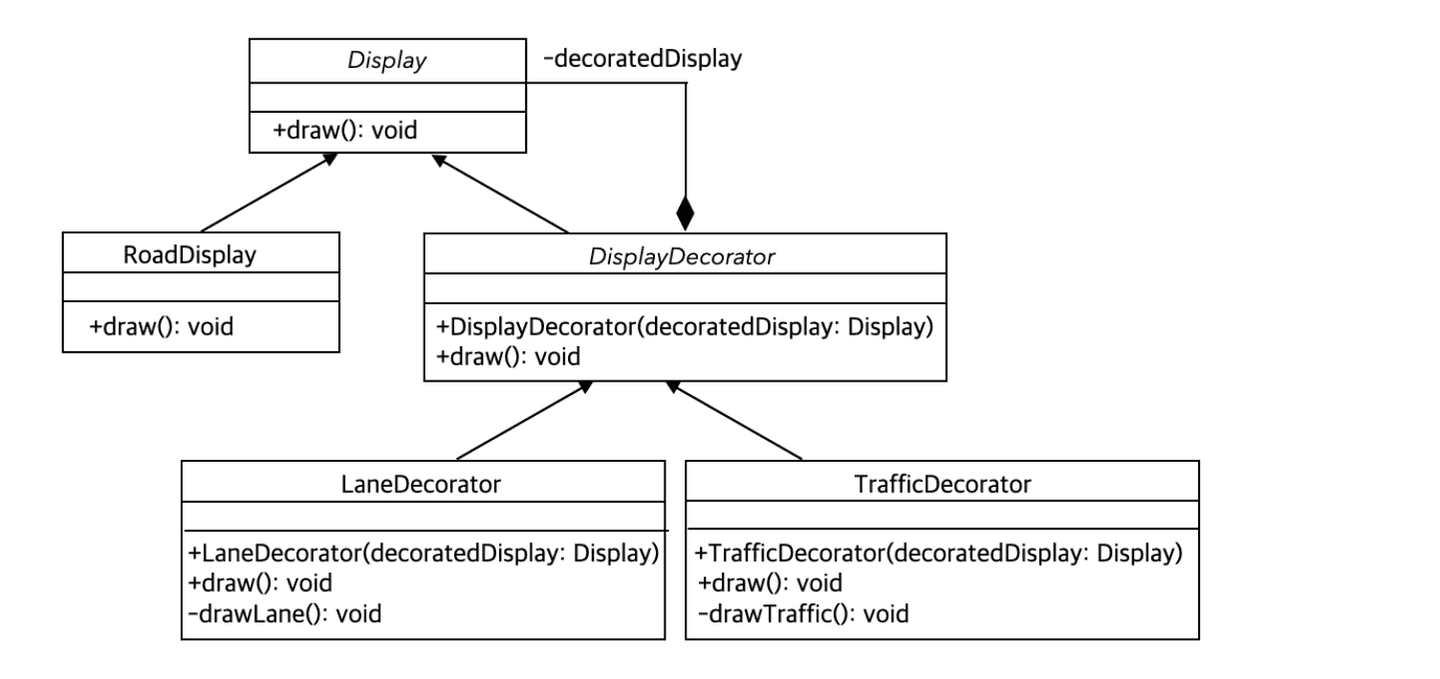 Display
-decoratedDisplay
+draw(): void
RoadDisplay
+draw(): void
DisplayDecorator
+DisplayDecorator(decoratedDisplay: Display)
+draw(): void
LaneDecorator
+LaneDecorator(decoratedDisplay: Display)
+draw(): void
-drawLane(): void
TrafficDecorator
+TrafficDecorator(decoratedDisplay: Display)
+draw(): void
-drawTraffic(): void